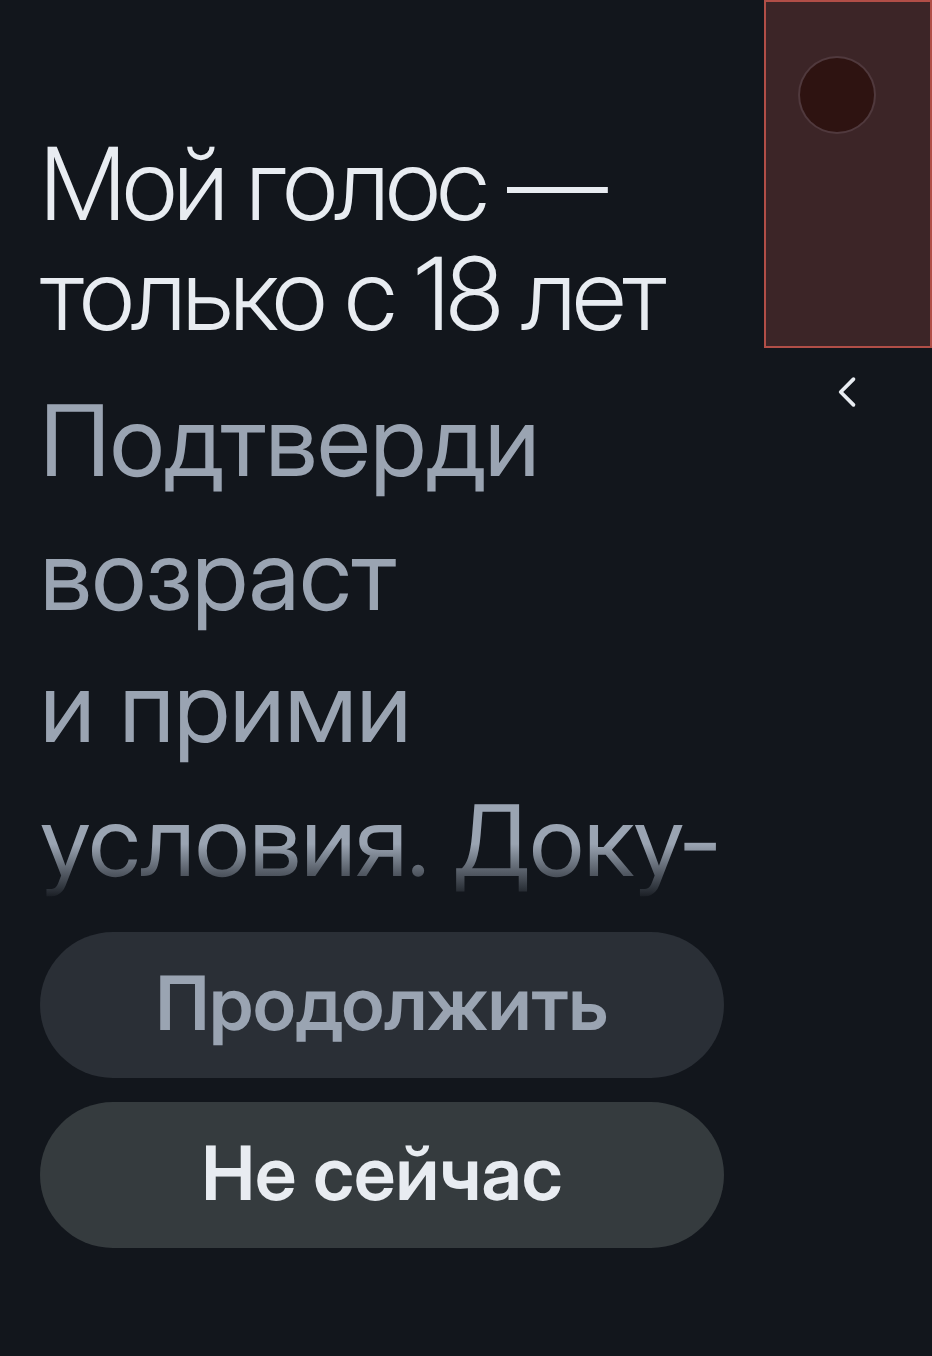 Мой голос —
только с 18 лет
Подтверди
возраст
и прими
условия. Доку-
Продолжить
Не сейчас